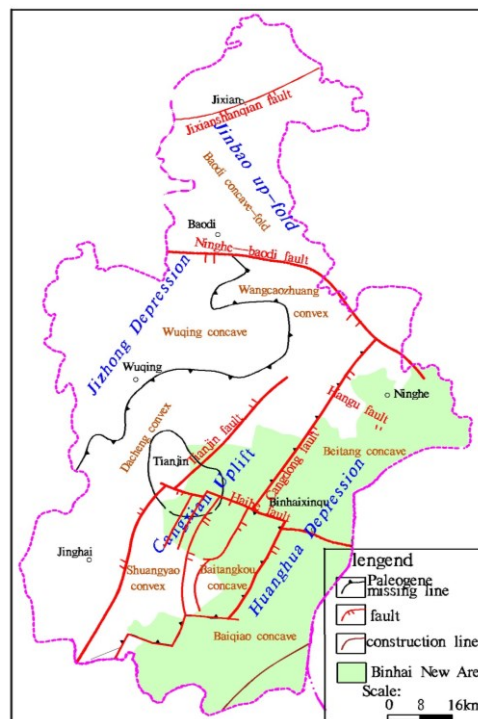 Jixian
Jixianshanqian fault
Jinbao up-fold
Baodi concave-fold
Baodi
Ninghe—baodi fault
Wangcaozhuang
convex
Jizhong Depression
Wuqing concave
Wuqing
Hangu fault
Ninghe
Dacheng convex
Tianjin fault
Cangdong fault
Beitang concave
Tianjin
Cangxian Uplift
Haihe fault
Binhaixinqu
Huanghua Depression
Jinghai
Shuangyao
convex
Baitangkou
concave
Baiqiao concave
lengend
Paleogene
missing line
fault
construction line
Binhai New Area
Scale:
0 8 16km